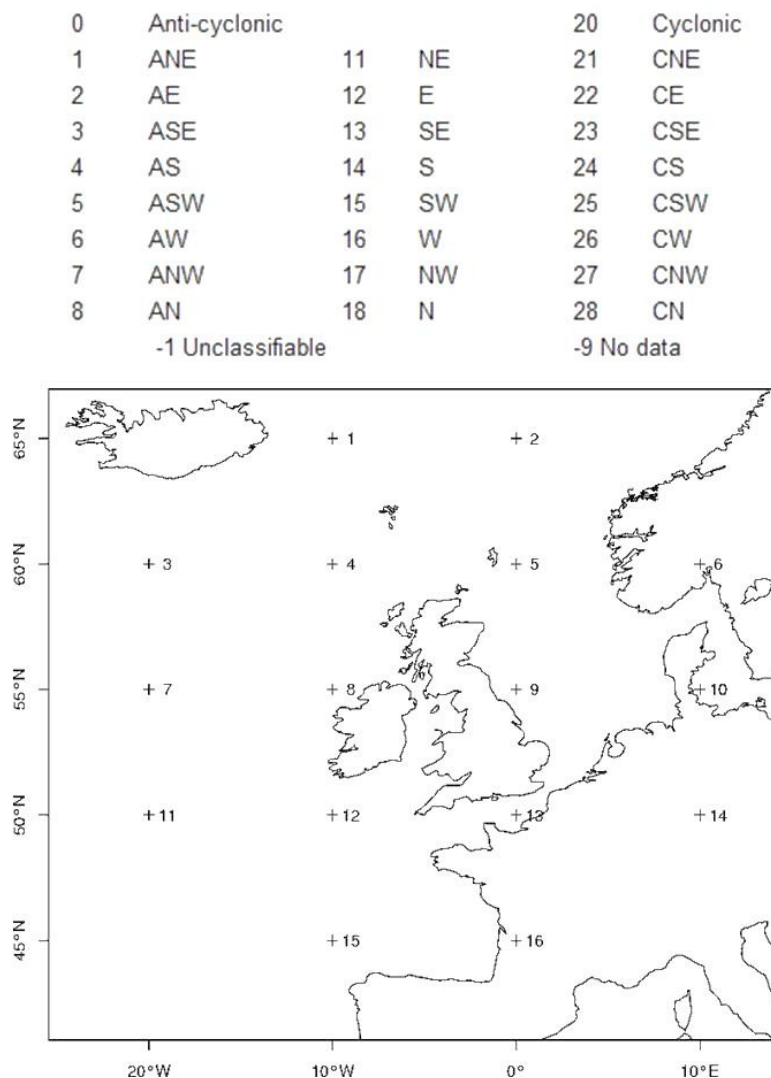 0 Anti-cyclonic 20 Cyclonic
1 ANE 11 NE 21 CNE
2 AE 12 E 22 CE
3 ASE 13 SE 23 CSE
4 AS 14 S 24 CS
5 ASW 15 SW 25 CSW
6 AW 16 W 26 CW
7 ANW 17 NW 27 CNW
8 AN 18 N 28 CN
-1 Unclassifiable -9 No data
65°N + 1 + 2
60°N + 3 + 4 + 5 + 6
55°N + 7 + 8 + 9 + 10
50°N + 11 + 12 + 13 + 14
45°N + 15 + 16
20°W 10°W 0° 10°E